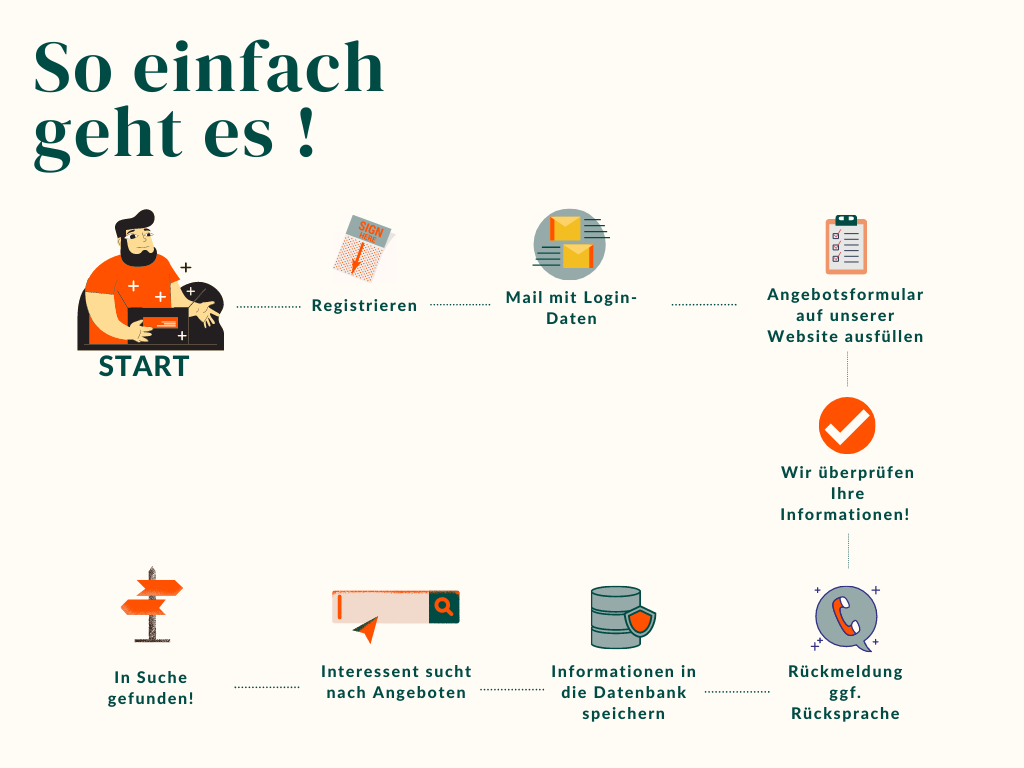 So einfach
geht es !
SIGN
HERE
START
Registrieren
Mail mit Login-
Daten
Angebotsformular
auf unserer
Website ausfüllen
Wir überprüfen
Ihre
Informationen!
Rückmeldung
ggf.
Rücksprache
Informationen in
die Datenbank
speichern
Interessent sucht
nach Angeboten
In Suche
gefunden!